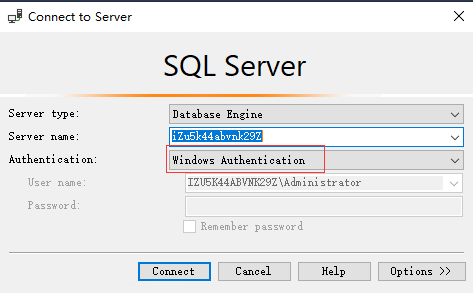 Connect to Server
SQL Server
Server type: Database Engine
Server name: iZu5k44abvnk29Z
Authentication: Windows Authentication
User name: IZU5K44ABVNK29Z\Administrator
Password:
Remember password
Connect Cancel Help Options >>